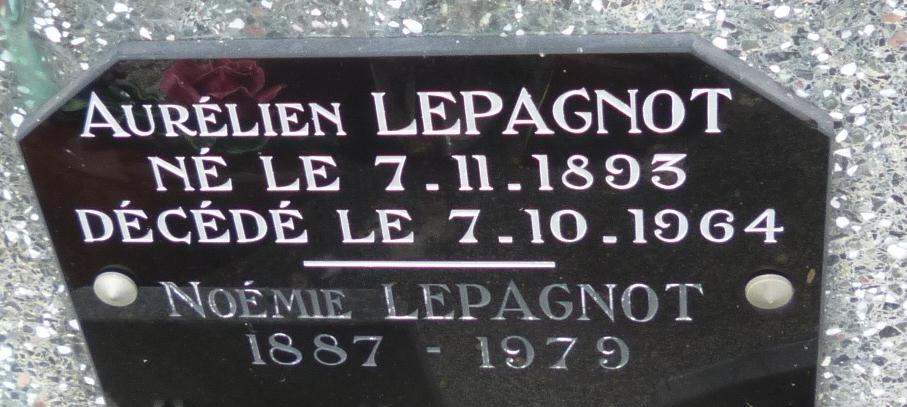 AURÉLIEN LEPAGNOT
NÉ LE 7-11-1893
DÉCÉDÉ LE 7-10-1964
NOÉMIE LEPAGNOT
1887 - 1979